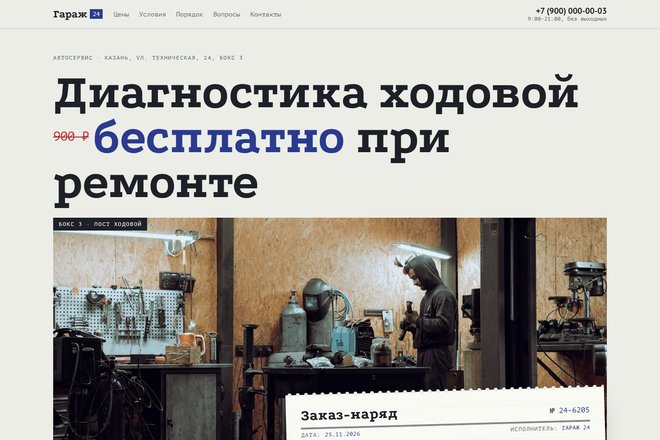 Гараж 24
Цены Условия Порядок Вопросы Контакты
+7 (900) 000-00-03
9:00-21:00, без выходных
АВТОСЕРВИС · КАЗАНЬ, УЛ. ТЕХНИЧЕСКАЯ, 24, БОКС 3
Диагностика ходовой
900 ₽ бесплатно при
ремонте
БОКС 3 · ПОСТ ХОДОВОЙ
Заказ-наряд
№ 24-6205
ДАТА: 25.11.2026
ИСПОЛНИТЕЛЬ: ГАРАЖ 24